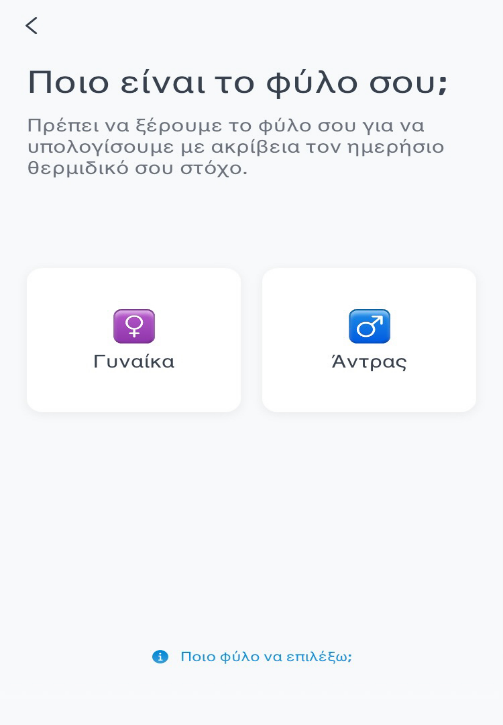 Ποιο είναι το φύλο σου;
Πρέπει να ξέρουμε το φύλο σου για να
υπολογίσουμε με ακρίβεια τον ημερήσιο
θερμιδικό σου στόχο.
Γυναίκα
Άντρας
Ποιο φύλο να επιλέξω;